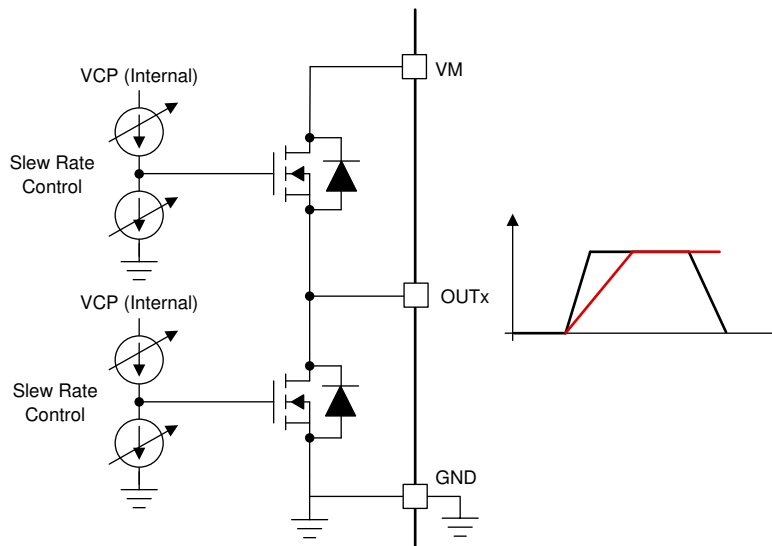 VM
VCP (Internal)
Slew Rate
Control
OUTx
VCP (Internal)
Slew Rate
Control
GND